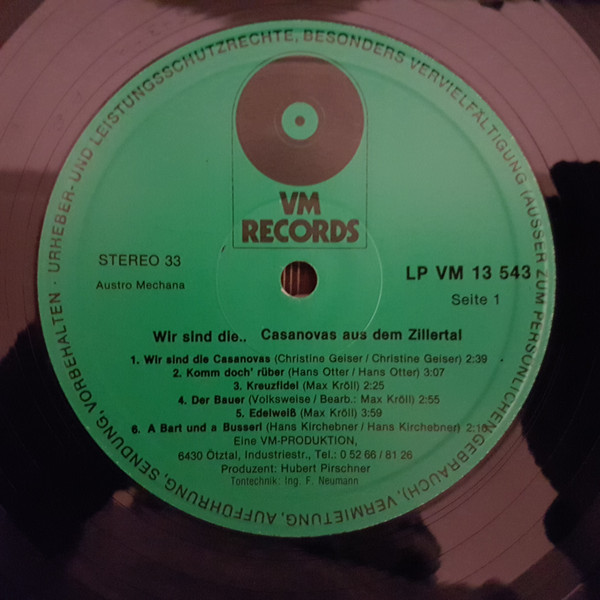 URHEBER- UND LEISTUNGSSCHUTZRECHTE, BESONDERS VERVIELFÄLTIGUNG (AUSSER ZUM PERSÖNLICHEN GEBRAUCH), VERMIETUNG, AUFFÜHRUNG, SENDUNG, VORBEHALTEN ·
VM
RECORDS
STEREO 33
Austro Mechana
LP VM 13 543
Seite 1
Wir sind die.. Casanovas aus dem Zillertal
1. Wir sind die Casanovas (Christine Geiser / Christine Geiser) 2:39
2. Komm doch' rüber (Hans Otter / Hans Otter) 3:07
3. Kreuzfidel (Max Kröll) 2:25
4. Der Bauer (Volksweise / Bearb.: Max Kröll) 2:55
5. Edelweiß (Max Kröll) 3:59
6. A Bart und a Busserl (Hans Kirchebner / Hans Kirchebner)
Eine VM-PRODUKTION,
6430 Ötztal, Industriestr., Tel.: 0 52 66 / 81 26
Produzent: Hubert Pirschner
Tontechnik: Ing. F. Neumann